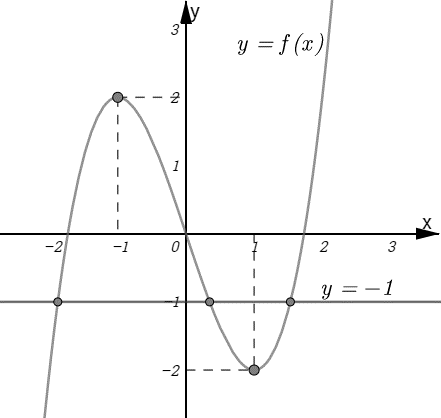 y
3
y = f(x)
2
1
x
-2 -1 0 1 2 3
y = -1
-1
-2